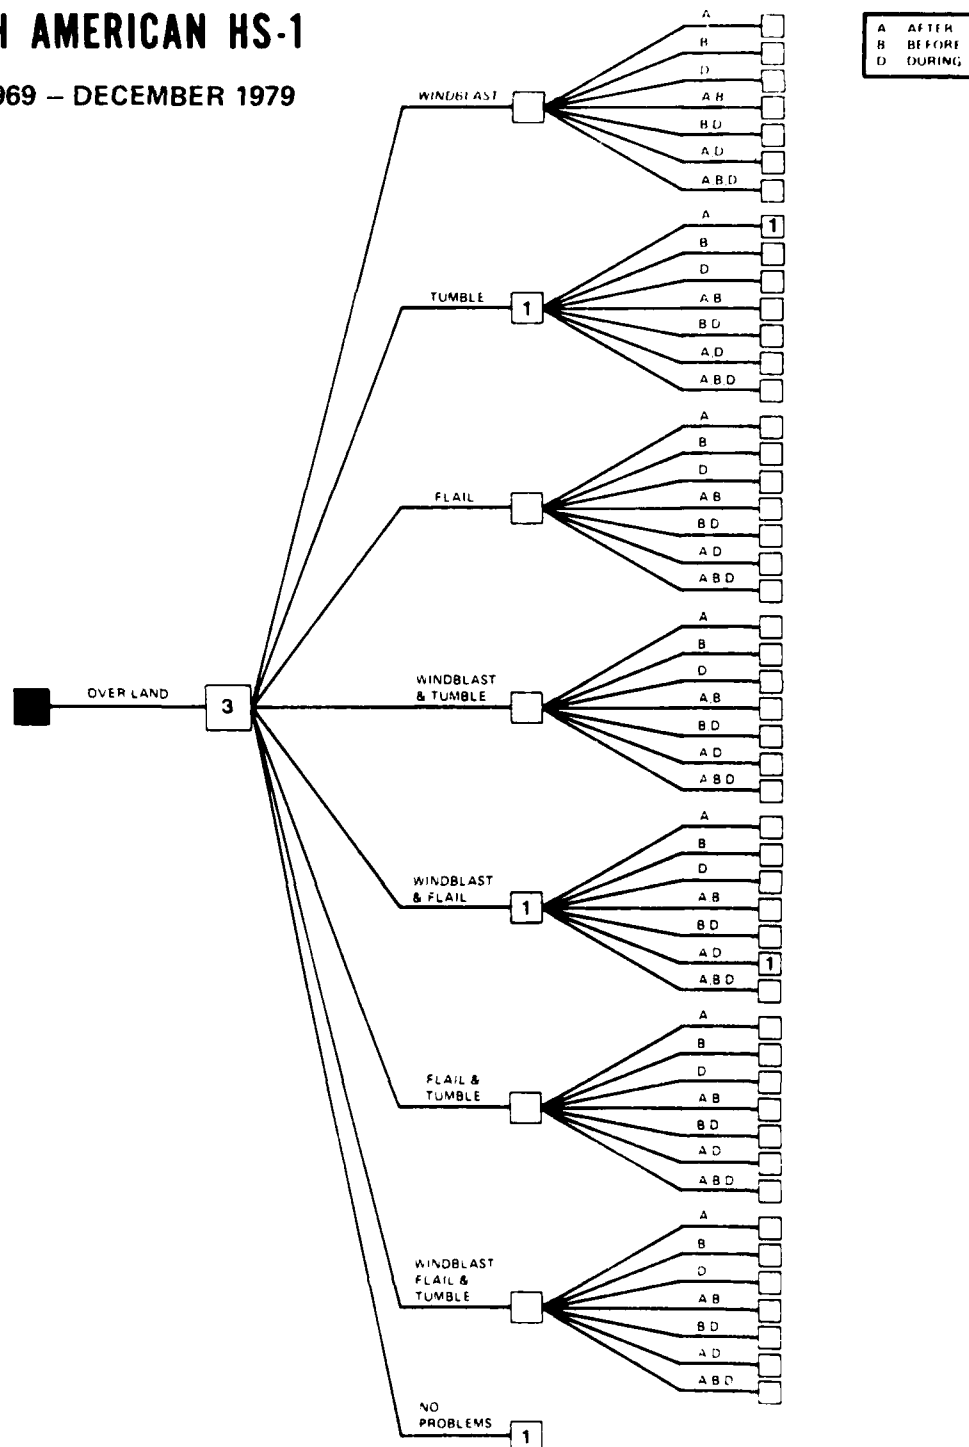 H AMERICAN HS-1
969 – DECEMBER 1979
A AFTER
B BEFORE
D DURING
OVER LAND
3
WINDBLAST
A
B
D
A B
B D
A,D
A,B,D
TUMBLE
1
A
1
B
D
A B
B D
A,D
A,B,D
FLAIL
A
B
D
A B
B D
A D
A B D
WINDBLAST
& TUMBLE
A
B
D
A,B
B D
A D
A B D
WINDBLAST
& FLAIL
1
A
B
D
A B
B D
A D
1
A,B D
FLAIL &
TUMBLE
A
B
D
A B
B D
A D
A B D
WINDBLAST
FLAIL &
TUMBLE
A
B
D
A B
B D
A D
A B D
NO
PROBLEMS
1